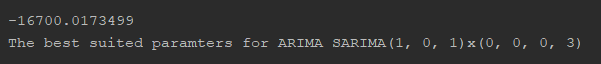 -16700.0173499
The best suited paramters for ARIMA SARIMA(1, 0, 1)x(0, 0, 0, 3)